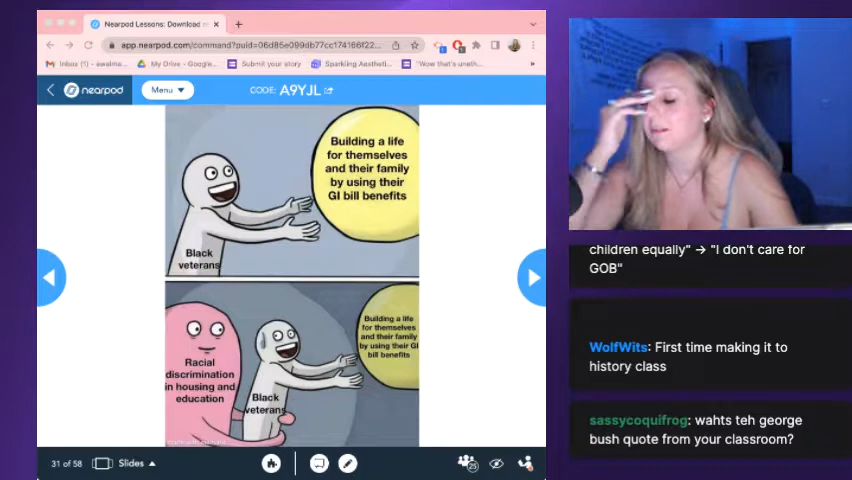 Nearpod Lessons: Download r
app.nearpod.com/command?puid=06d85e099db77cc174166f22...
Inbox (1) - awalma
My Drive - Google...
Submit your story
Sparkling Aestheti...
"Wow that's uneth...
nearpod
Menu
CODE: A9YJL
Building a life
for themselves
and their family
by using their
GI bill benefits
Black
veterans
Building a life
for themselves
and their family
by using their GI
bill benefits
Racial
discrimination
in housing and
education
Black
veterans
31 of 58
Slides
25
children equally" → "I don't care for
GOB"
WolfWits: First time making it to
history class
sassycoquifrog: wahts teh george
bush quote from your classroom?